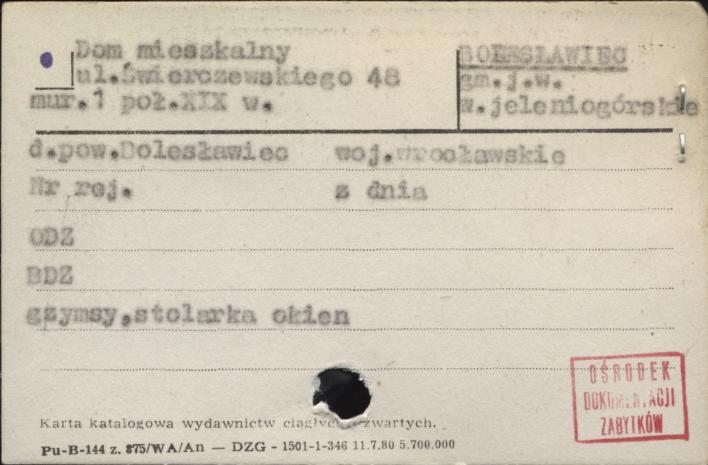 Dom mieszkalny
ul.Świerczewskiego 48
mur.1 poł.XIX w.
BOLESŁAWIEC
gm.j.w.
w.jeleniogórskie
d.pow.Bolesławiec woj.wrocławskie
Nr rej. z dnia
ODZ
BDZ
gzymsy,stolarka okien
Karta katalogowa wydawnictw ciągłych zwartych.
Pu-B-144 z. 875/WA/An — DZG - 1501-1-346 11.7.80 5.700.000
OŚRODEK
DOKUMENTACJI
ZABYTKÓW